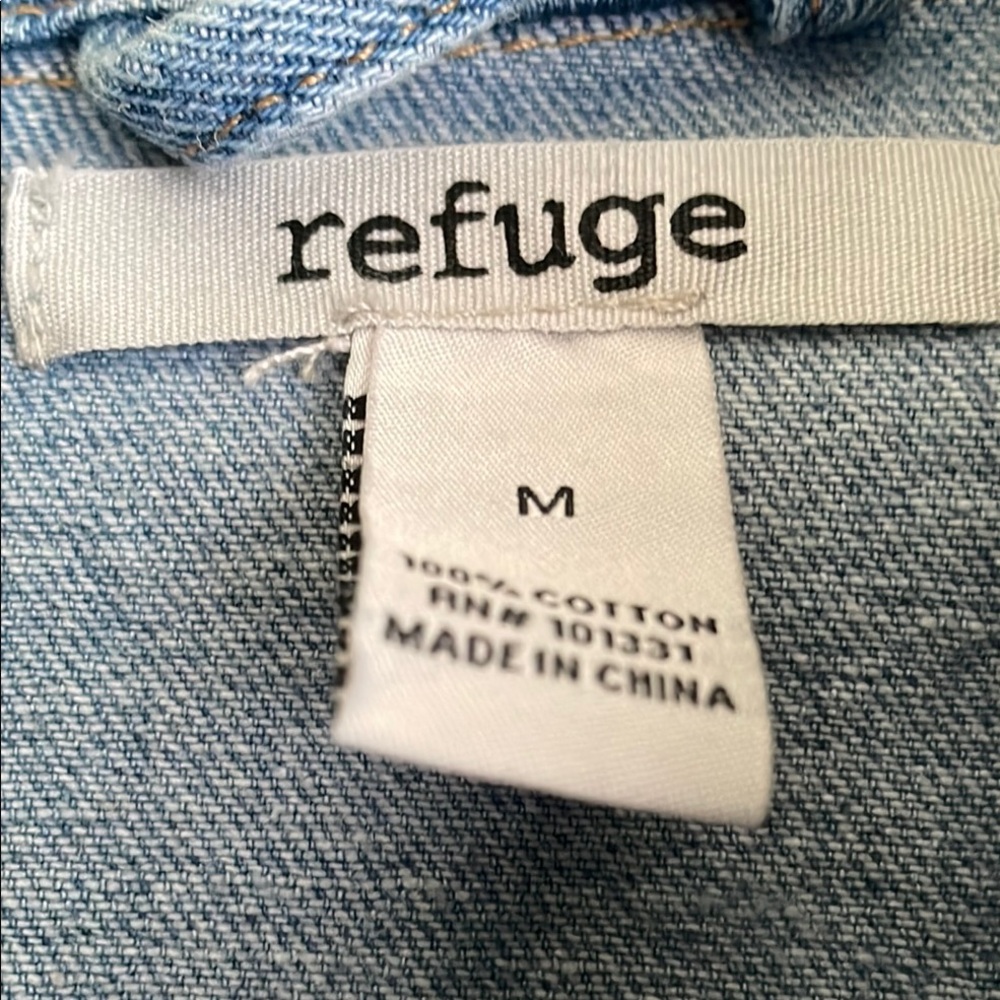 refuge
M
100% COTTON
RN# 101331
MADE IN CHINA